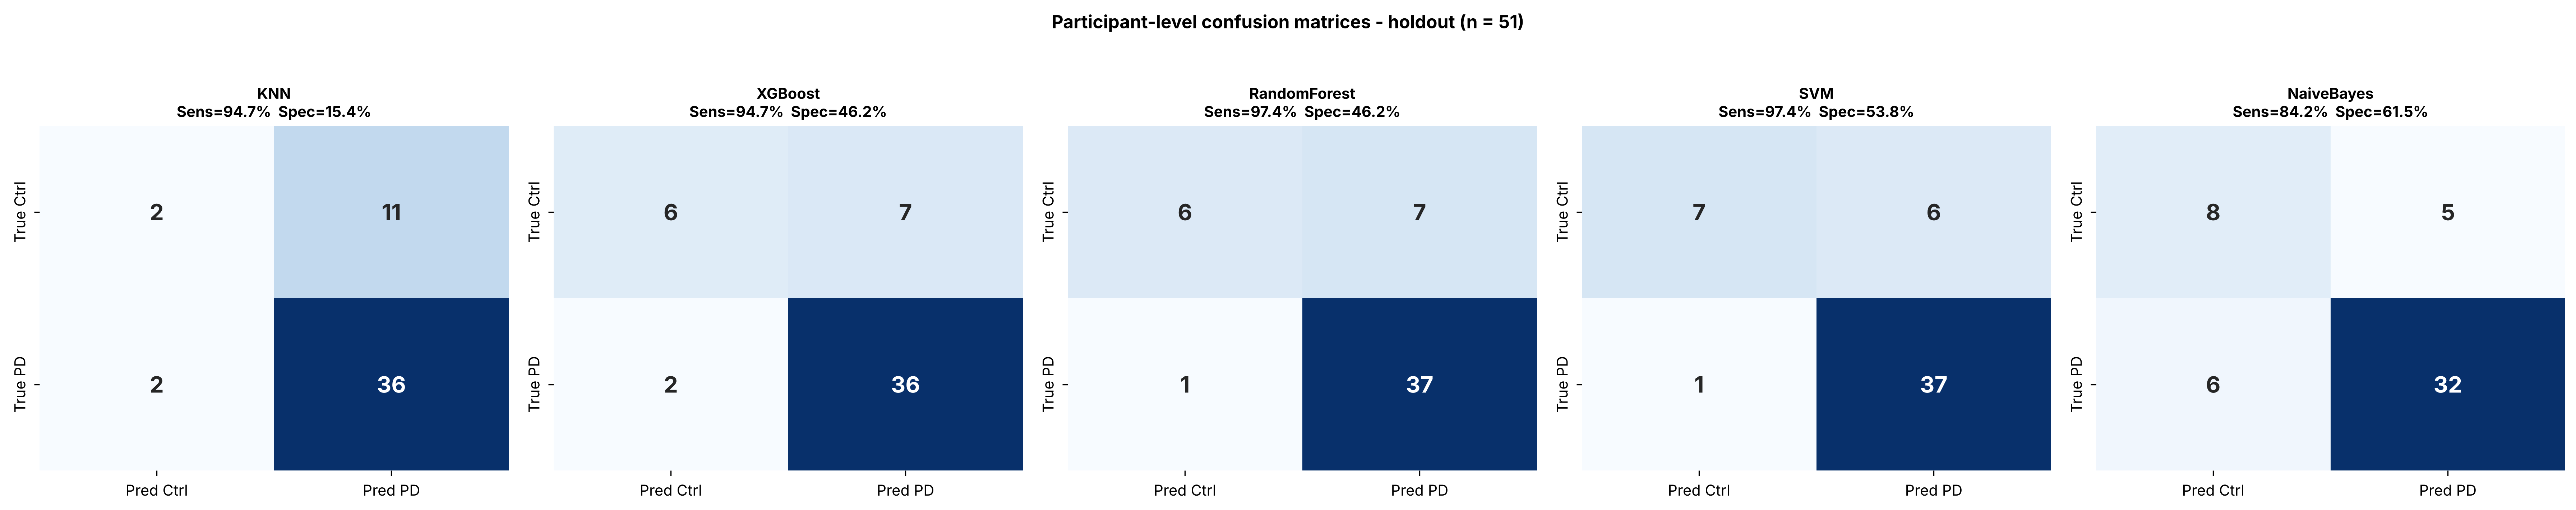 Participant-level confusion matrices - holdout (n = 51)
KNN
Sens=94.7% Spec=15.4%
True Ctrl
2
11
True PD
2
36
Pred Ctrl
Pred PD
XGBoost
Sens=94.7% Spec=46.2%
True Ctrl
6
7
True PD
2
36
Pred Ctrl
Pred PD
RandomForest
Sens=97.4% Spec=46.2%
True Ctrl
6
7
True PD
1
37
Pred Ctrl
Pred PD
SVM
Sens=97.4% Spec=53.8%
True Ctrl
7
6
True PD
1
37
Pred Ctrl
Pred PD
NaiveBayes
Sens=84.2% Spec=61.5%
True Ctrl
8
5
True PD
6
32
Pred Ctrl
Pred PD